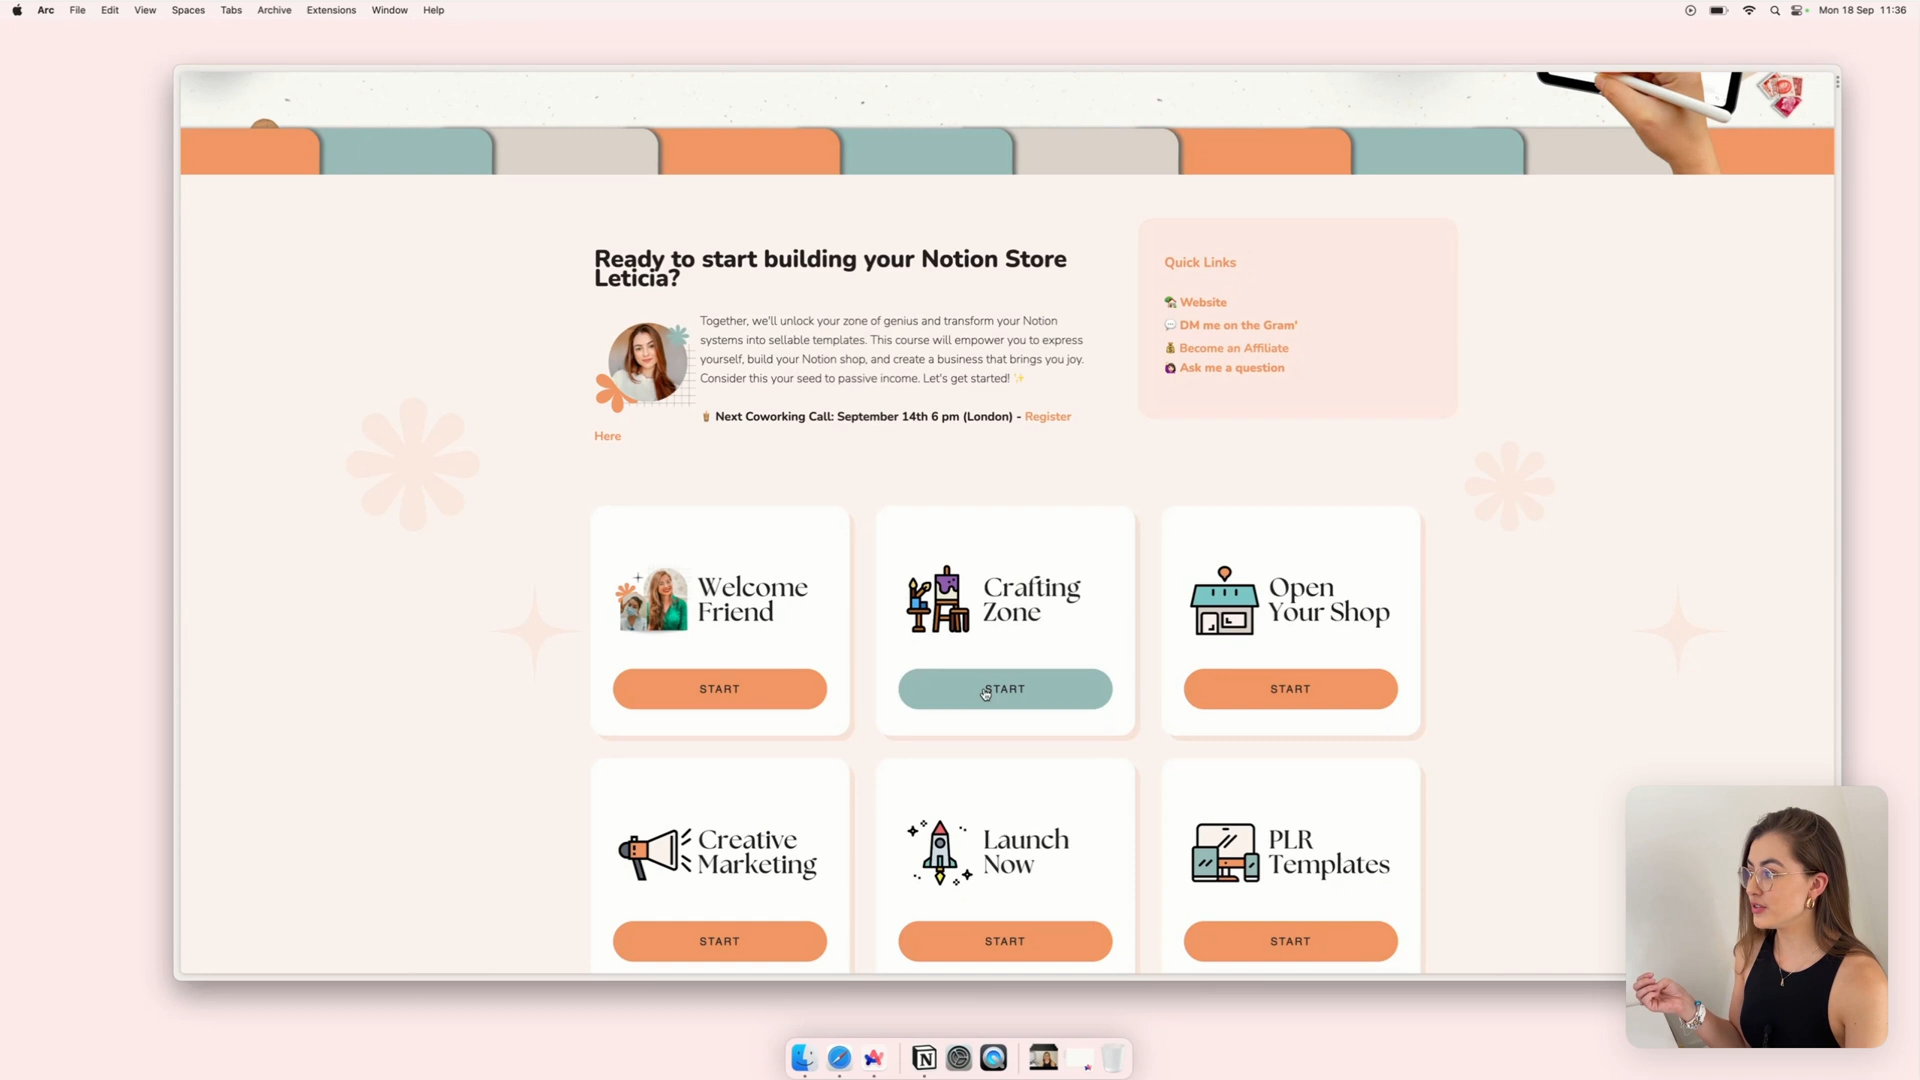 Arc File Edit View Spaces Tabs Archive Extensions Window Help
Mon 18 Sep 11:36
Ready to start building your Notion Store
Leticia?
Together, we'll unlock your zone of genius and transform your Notion
systems into sellable templates. This course will empower you to express
yourself, build your Notion shop, and create a business that brings you joy.
Consider this your seed to passive income. Let's get started! ✨
🧋 Next Coworking Call: September 14th 6 pm (London) - Register
Here
Quick Links
🏡 Website
💬 DM me on the Gram'
💰 Become an Affiliate
🙋🏻‍♀️ Ask me a question
Welcome
Friend
START
Crafting
Zone
START
Open
Your Shop
START
Creative
Marketing
START
Launch
Now
START
PLR
Templates
START